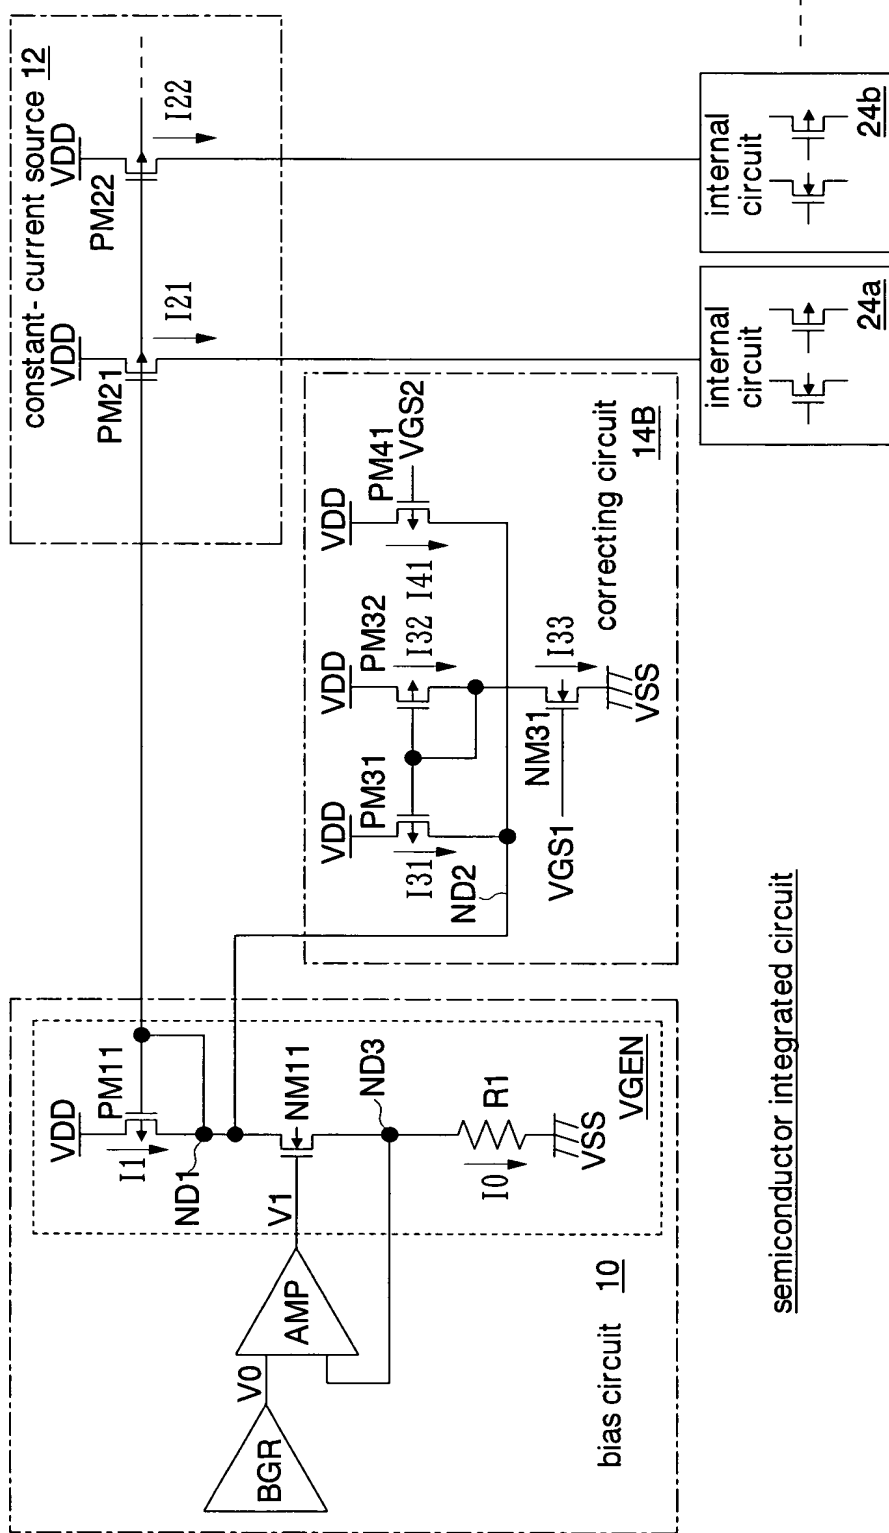 bias circuit 10
BGR
V0
AMP
V1
VGEN
VDD
PM11
I1
ND1
NM11
ND3
R1
I0
VSS
constant- current source 12
VDD
PM21
I21
VDD
PM22
I22
correcting circuit
14B
VDD
PM31
I31
ND2
VDD
PM32
I32
VDD
PM41
VGS2
I41
VGS1
NM31
I33
VSS
internal
circuit
24a
internal
circuit
24b
semiconductor integrated circuit